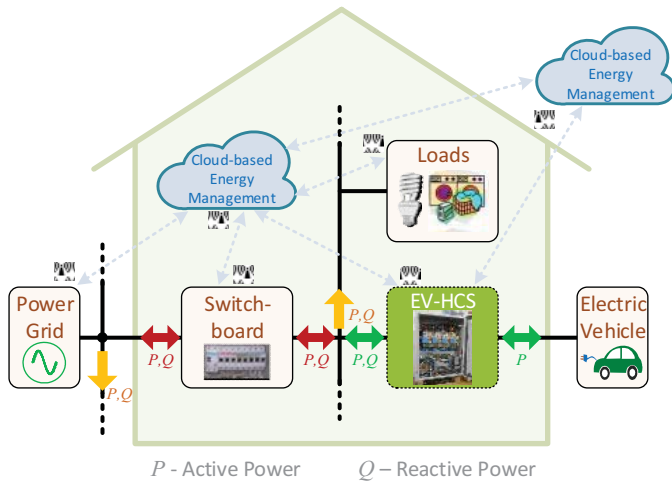 Cloud-based
Energy
Management
Cloud-based
Energy
Management
Loads
Power
Grid
Switch-
board
EV-HCS
Electric
Vehicle
P,Q
P,Q
P,Q
P,Q
P,Q
P
P - Active Power
Q – Reactive Power